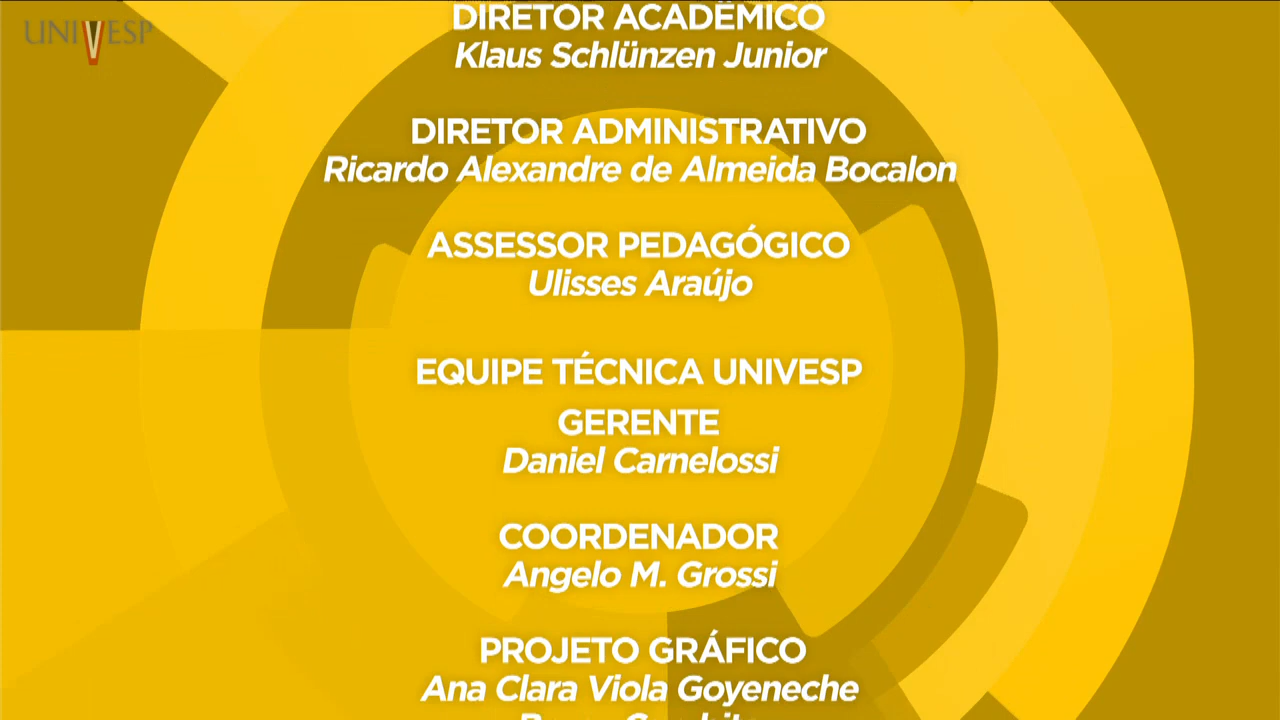 UNIVESP
DIRETOR ACADÊMICO
Klaus Schlünzen Junior
DIRETOR ADMINISTRATIVO
Ricardo Alexandre de Almeida Bocalon
ASSESSOR PEDAGÓGICO
Ulisses Araújo
EQUIPE TÉCNICA UNIVESP
GERENTE
Daniel Carnelossi
COORDENADOR
Angelo M. Grossi
PROJETO GRÁFICO
Ana Clara Viola Goyeneche